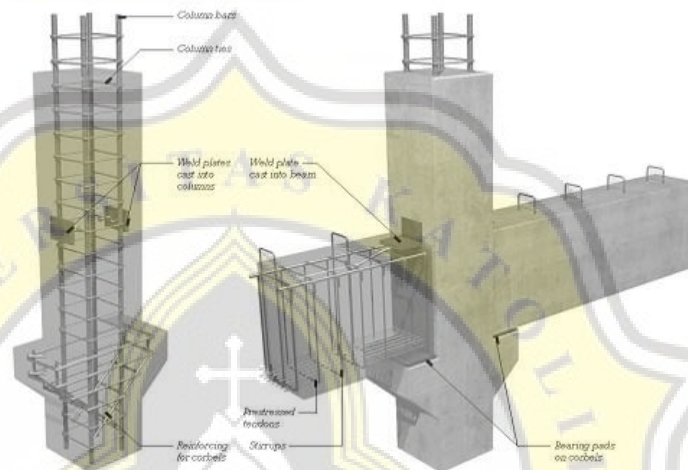 Column bars
Column ties
Weld plates
cast into
columns
Weld plate
cast into beam
Prestressed
tendons
Reinforcing
for corbels
Stirrups
Bearing pads
on corbels